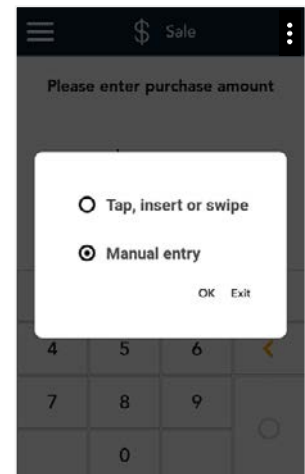 $ Sale
Please enter purchase amount
Tap, insert or swipe
Manual entry
OK Exit
4 5 6
7 8 9
0